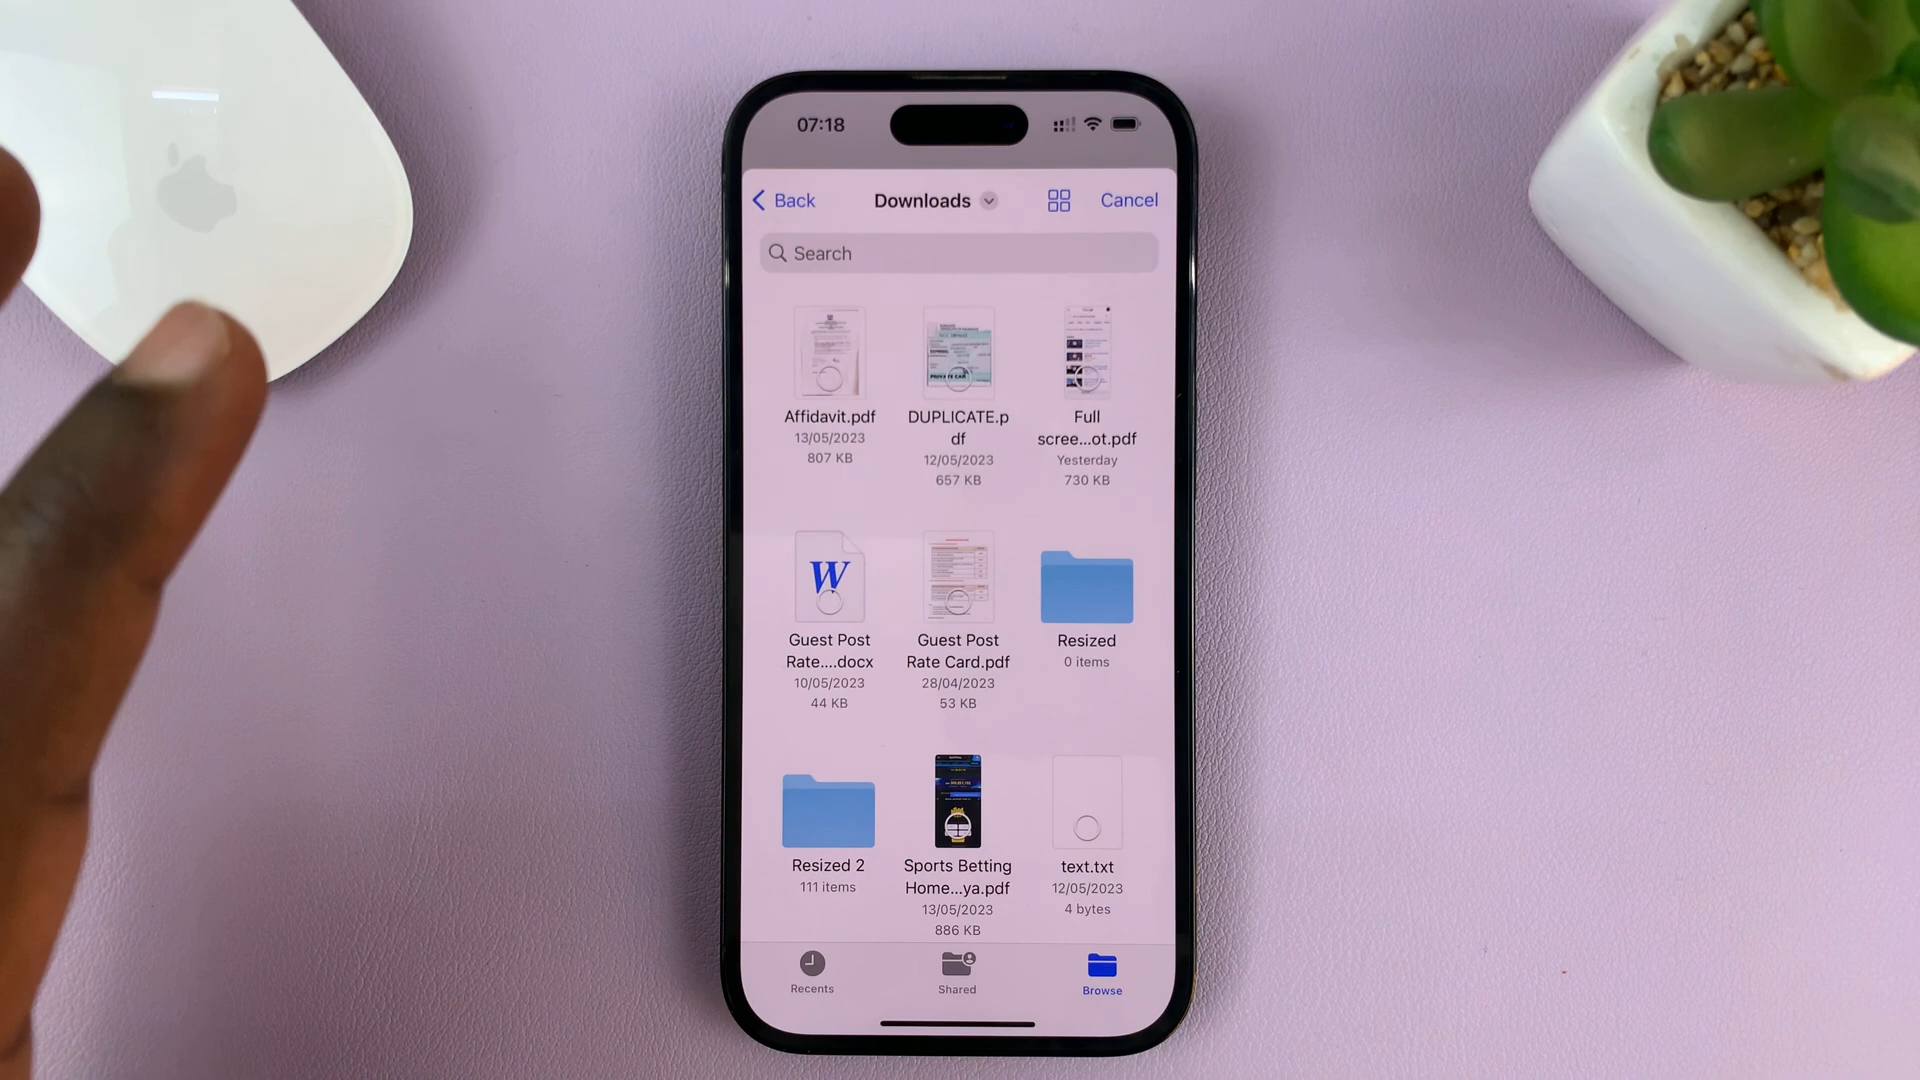 07:18
Back
Downloads
Cancel
Search
Affidavit.pdf
13/05/2023
807 KB
DUPLICATE.p
df
12/05/2023
657 KB
Full
scree...ot.pdf
Yesterday
730 KB
PRIVATE CAR
W
Guest Post
Rate....docx
10/05/2023
44 KB
Guest Post
Rate Card.pdf
28/04/2023
53 KB
Resized
0 items
Resized 2
111 items
Sports Betting
Home...ya.pdf
13/05/2023
886 KB
text.txt
12/05/2023
4 bytes
Recents
Shared
Browse